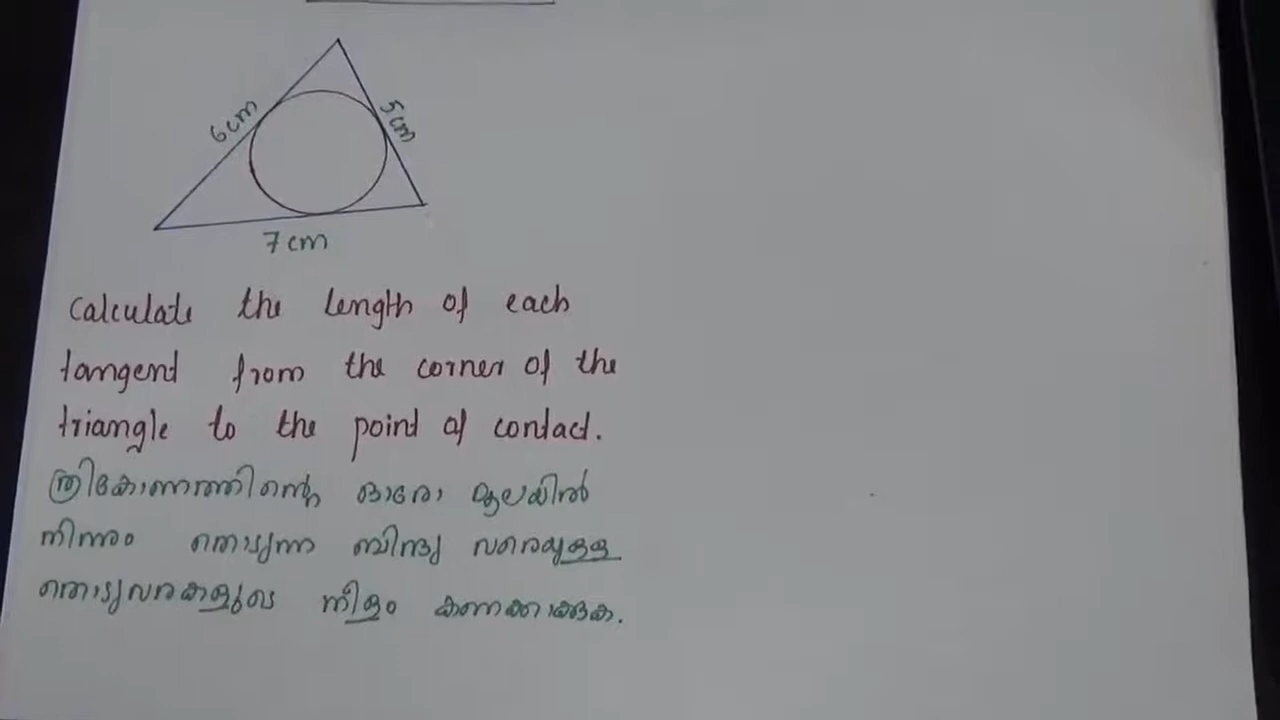 6cm
5cm
7cm
Calculate the length of each
tangent from the corner of the
triangle to the point of contact.
ത്രികോണത്തിന്റെ ഓരോ മൂലയിൽ
നിന്നും തൊടുന്ന ബിന്ദു വരെയുള്ള
തൊടുവരകളുടെ നീളം കണക്കാക്കുക.